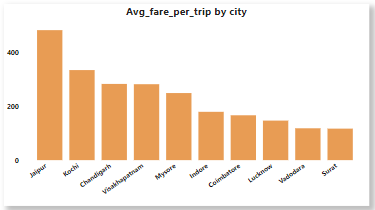 Avg_fare_per_trip by city
400
200
0
Jaipur
Kochi
Chandigarh
Visakhapatnam
Mysore
Indore
Coimbatore
Lucknow
Vadodara
Surat